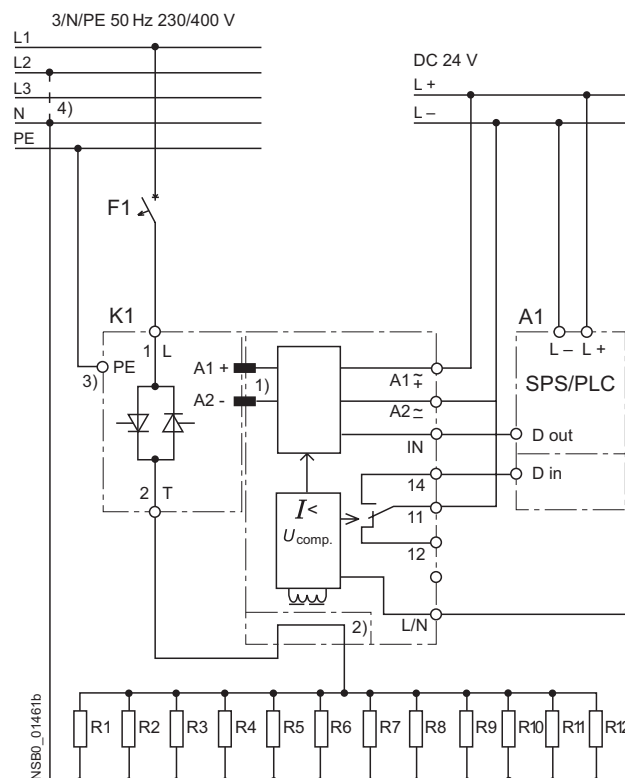 3/N/PE 50 Hz 230/400 V
L1
L2
L3
N
PE
4)
DC 24 V
L +
L –
F1
K1
1 L
3) PE
2 T
A1 +
A2 -
1)
A1 ≂ +
A2 ≃
IN
14
11
12
L/N
I <
U comp.
2)
A1
L – L +
SPS/PLC
D out
D in
R1 R2 R3 R4 R5 R6 R7 R8 R9 R10 R11 R12
NSB0_01461b